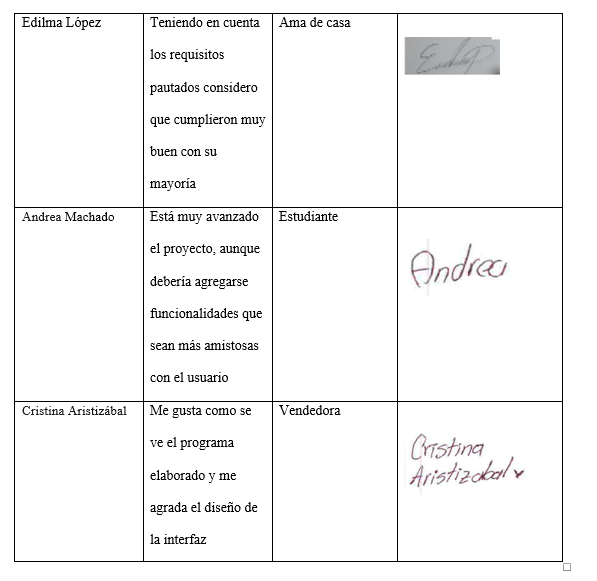 Edilma López
Teniendo en cuenta
los requisitos
pautados considero
que cumplieron muy
buen con su
mayoría
Ama de casa
Andrea Machado
Está muy avanzado
el proyecto, aunque
debería agregarse
funcionalidades que
sean más amistosas
con el usuario
Estudiante
Andrea
Cristina Aristizábal
Me gusta como se
ve el programa
elaborado y me
agrada el diseño de
la interfaz
Vendedora
Cristina
Aristizabal